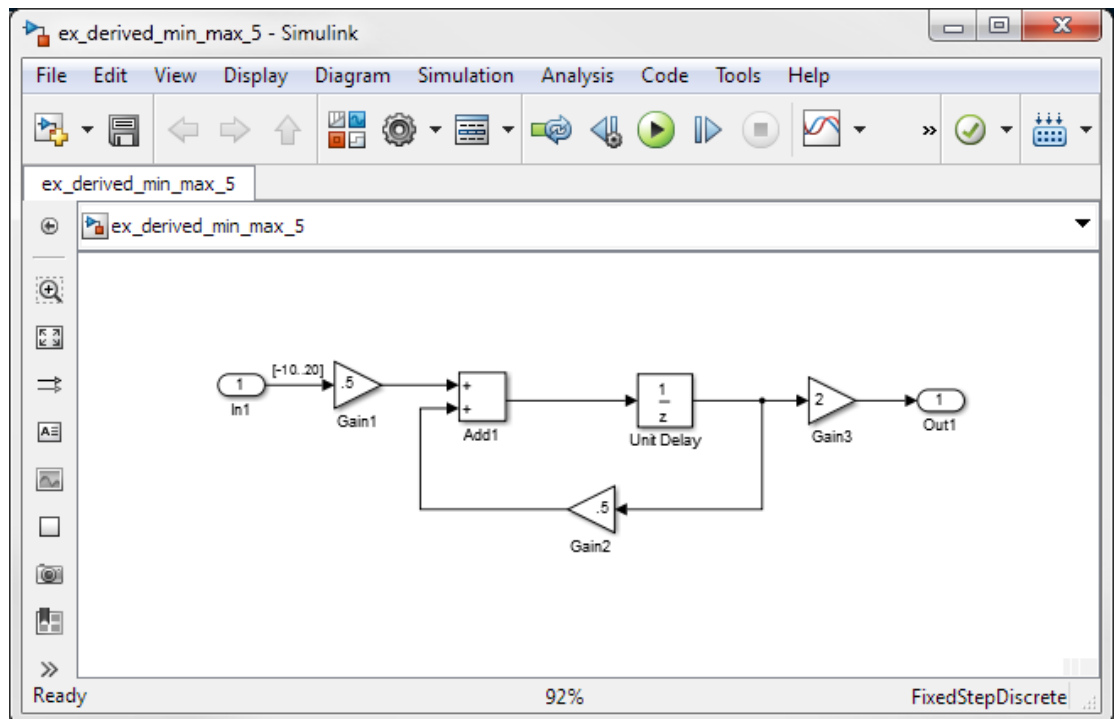 ex_derived_min_max_5 - Simulink
File Edit View Display Diagram Simulation Analysis Code Tools Help
»
ex_derived_min_max_5
ex_derived_min_max_5
[-10..20]
1
In1
.5
Gain1
+
+
Add1
1
z
Unit Delay
2
Gain3
1
Out1
.5
Gain2
A
»
Ready 92% FixedStepDiscrete